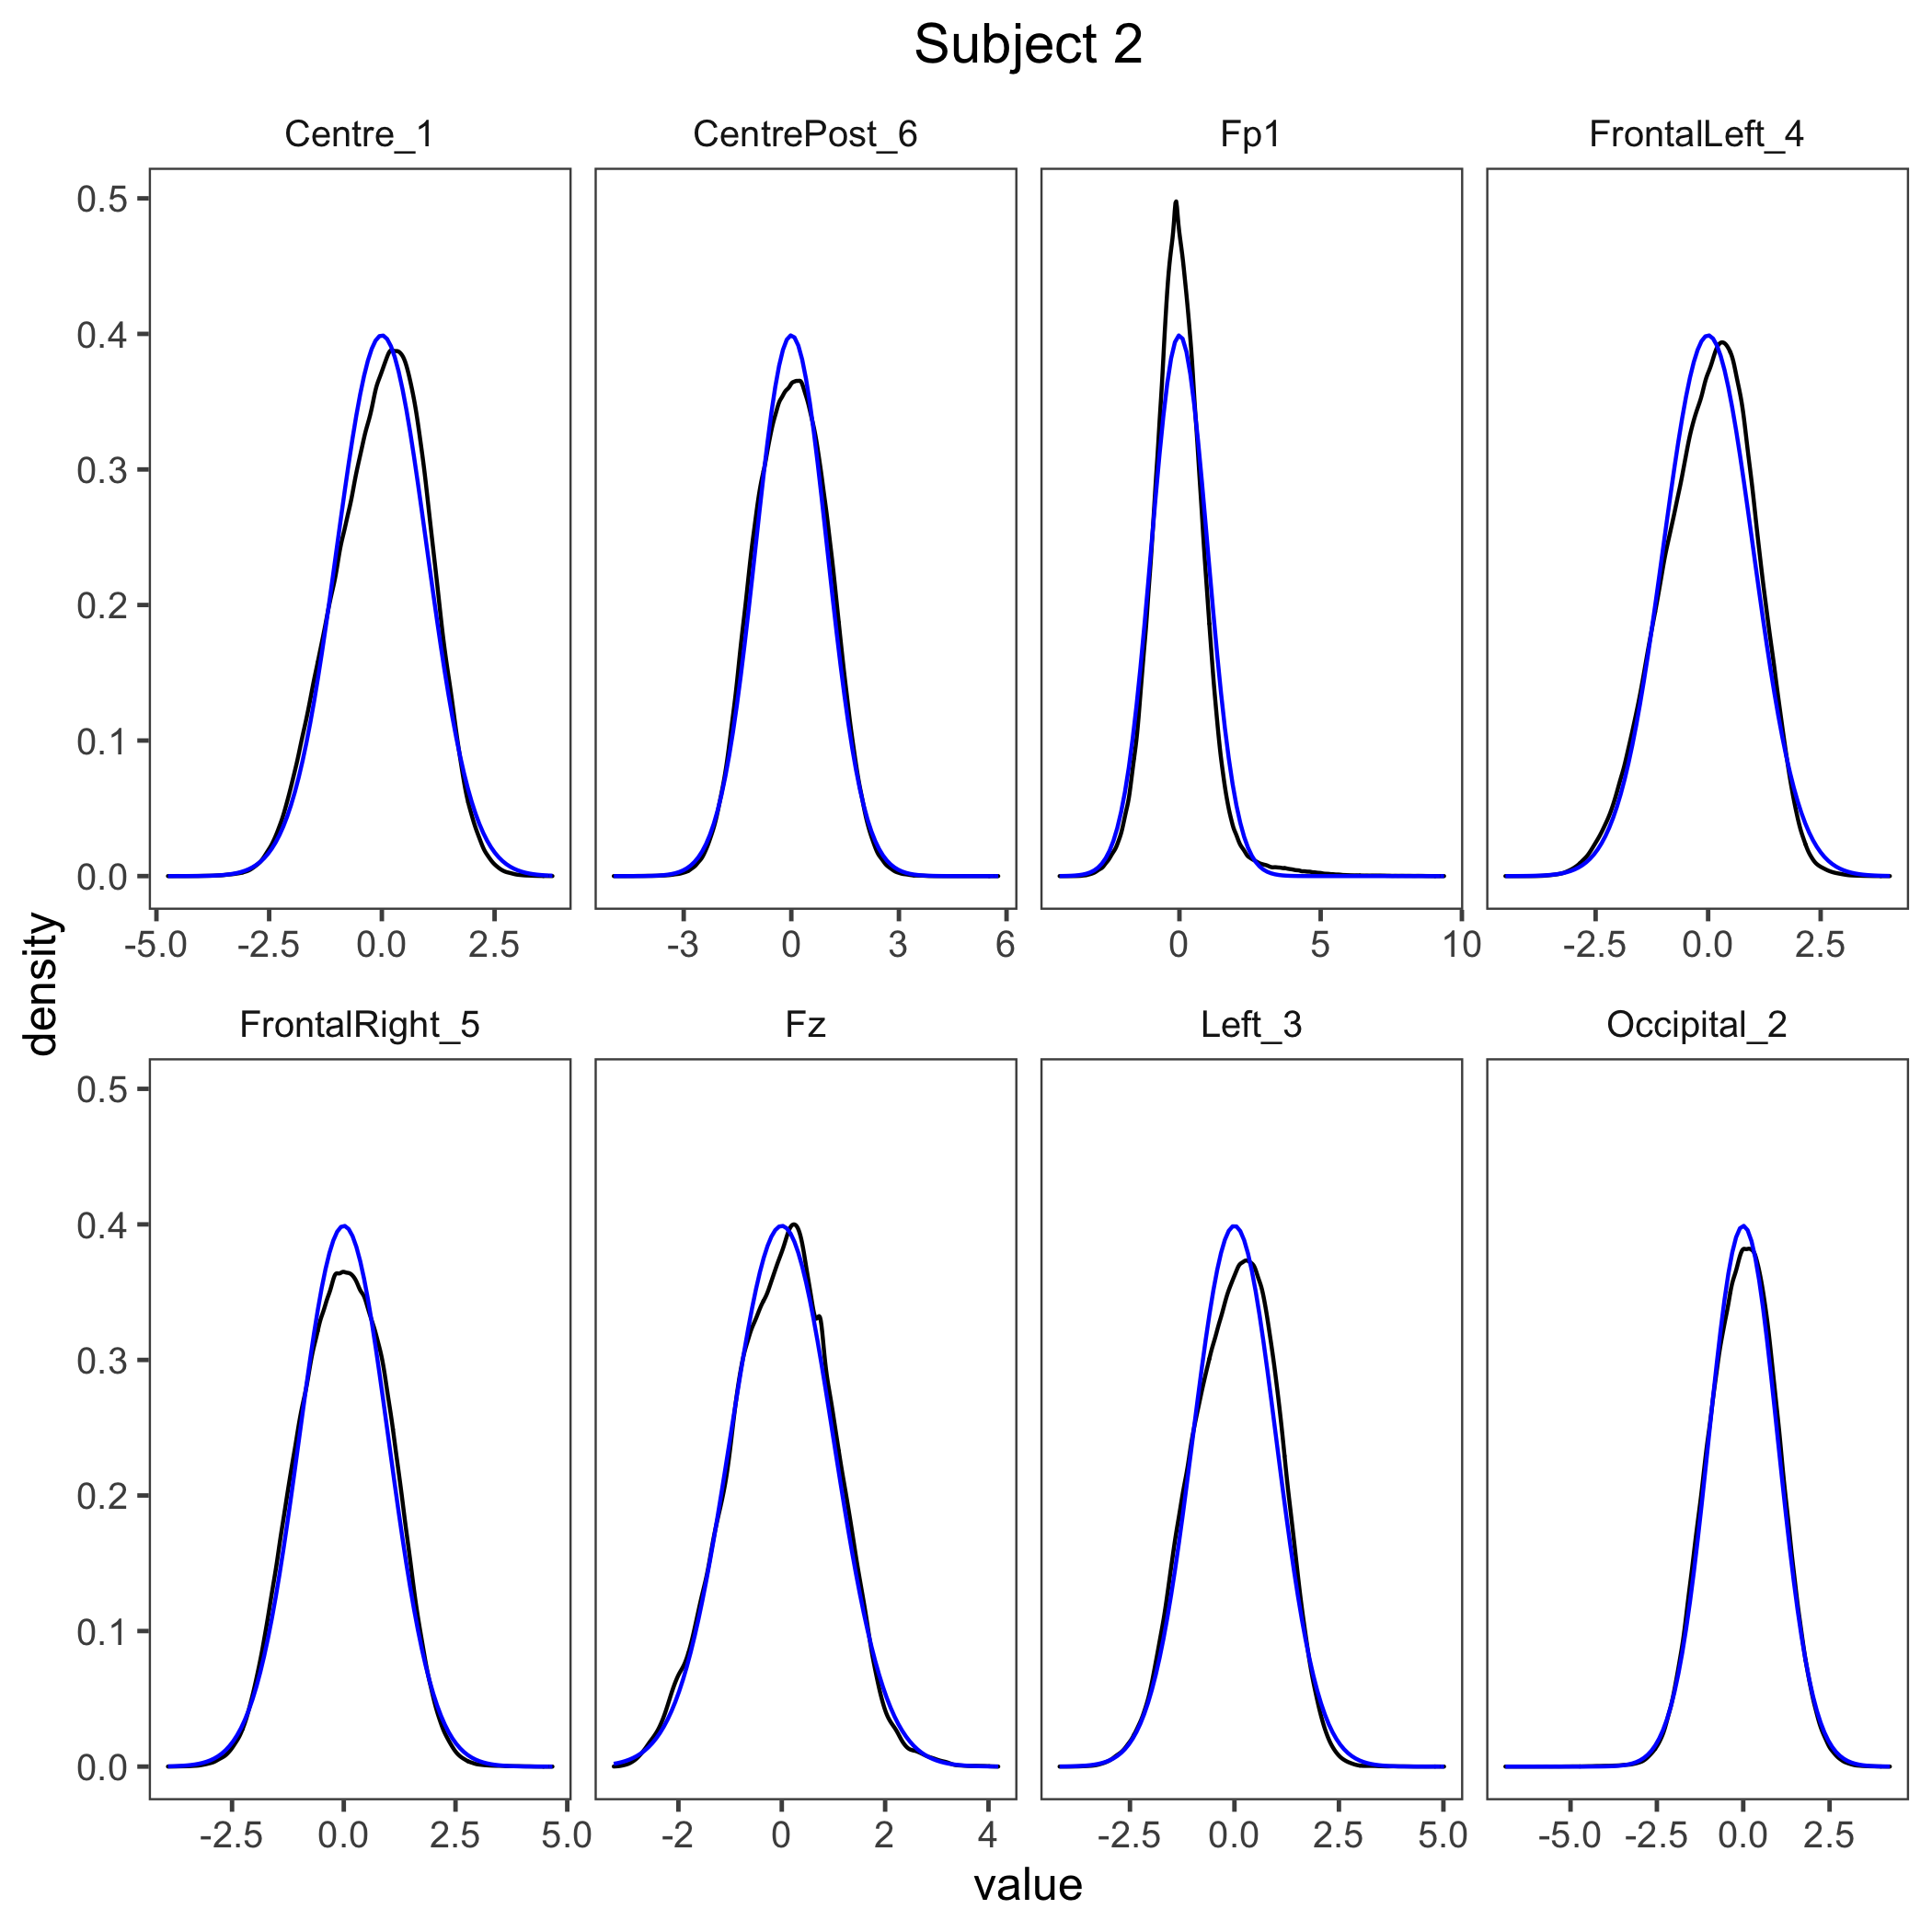 Subject 2
Centre_1 CentrePost_6 Fp1 FrontalLeft_4
0.5
0.4
0.3
0.2
0.1
0.0
-5.0 -2.5 0.0 2.5 -3 0 3 6 0 5 10 -2.5 0.0 2.5
density
FrontalRight_5 Fz Left_3 Occipital_2
0.5
0.4
0.3
0.2
0.1
0.0
-2.5 0.0 2.5 5.0 -2 0 2 4 -2.5 0.0 2.5 5.0 -5.0 -2.5 0.0 2.5
value